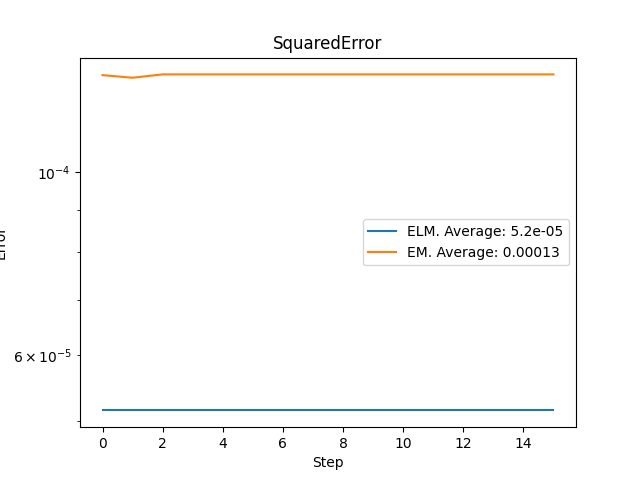 SquaredError
10⁻⁴
6 × 10⁻⁵
Error
ELM. Average: 5.2e-05
EM. Average: 0.00013
0 2 4 6 8 10 12 14
Step